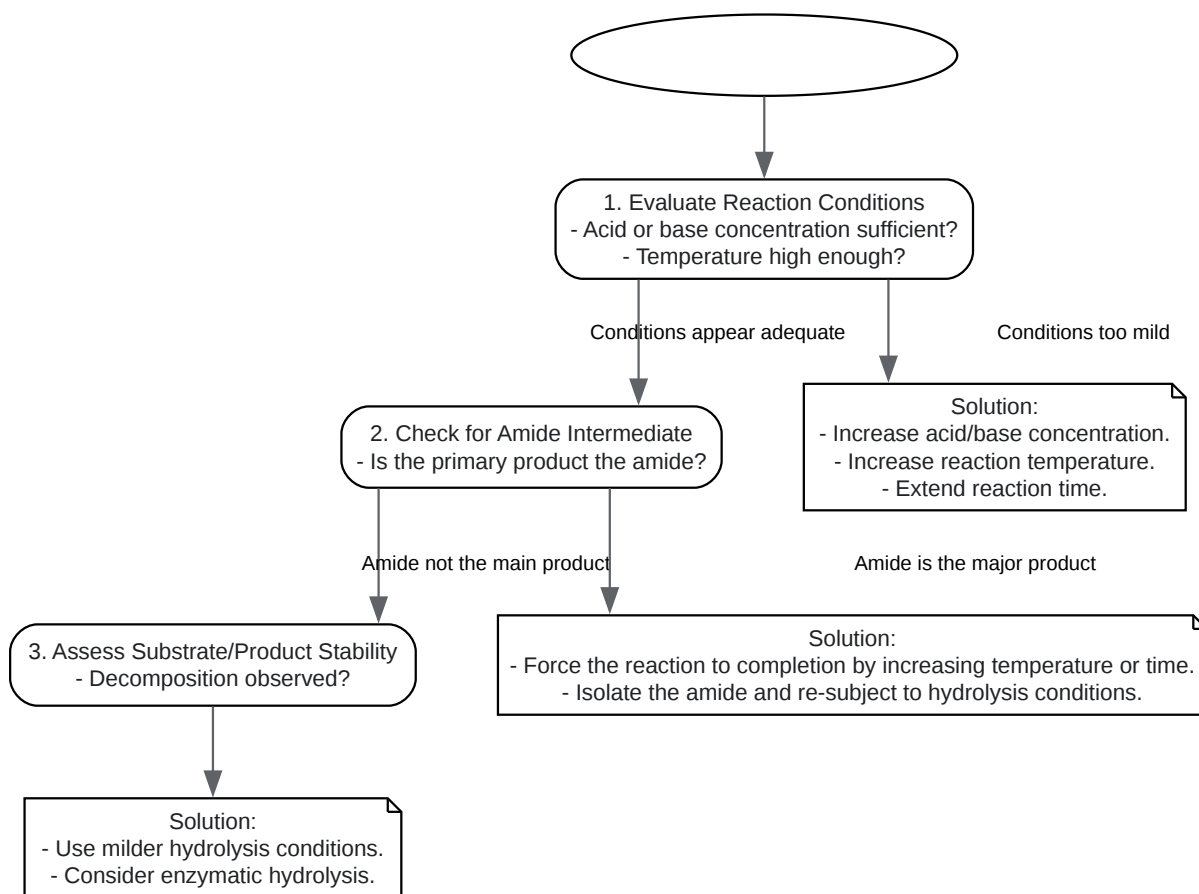 1. Evaluate Reaction Conditions
- Acid or base concentration sufficient?
- Temperature high enough?
Conditions appear adequate
Conditions too mild
Solution:
- Increase acid/base concentration.
- Increase reaction temperature.
- Extend reaction time.
2. Check for Amide Intermediate
- Is the primary product the amide?
Amide not the main product
Amide is the major product
Solution:
- Force the reaction to completion by increasing temperature or time.
- Isolate the amide and re-subject to hydrolysis conditions.
3. Assess Substrate/Product Stability
- Decomposition observed?
Solution:
- Use milder hydrolysis conditions.
- Consider enzymatic hydrolysis.